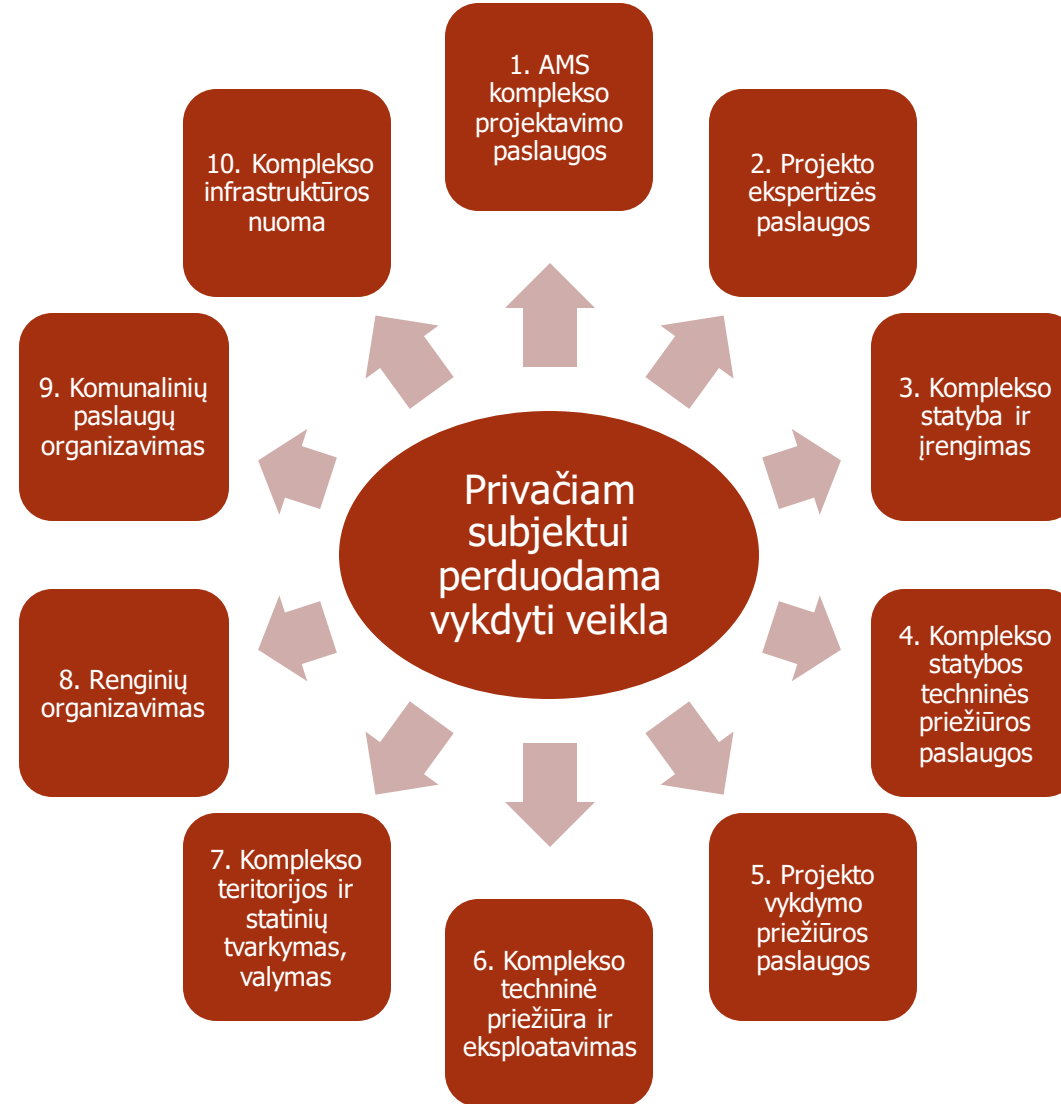 1. AMS
komplekso
projektavimo
paslaugos
2. Projekto
ekspertizės
paslaugos
3. Komplekso
statyba ir
įrengimas
4. Komplekso
statybos
techninės
priežiūros
paslaugos
5. Projekto
vykdymo
priežiūros
paslaugos
6. Komplekso
techninė
priežiūra ir
eksploatavimas
7. Komplekso
teritorijos ir
statinių
tvarkymas,
valymas
8. Renginių
organizavimas
9. Komunalinių
paslaugų
organizavimas
10. Komplekso
infrastruktūros
nuoma
Privačiam
subjektui
perduodama
vykdyti veikla